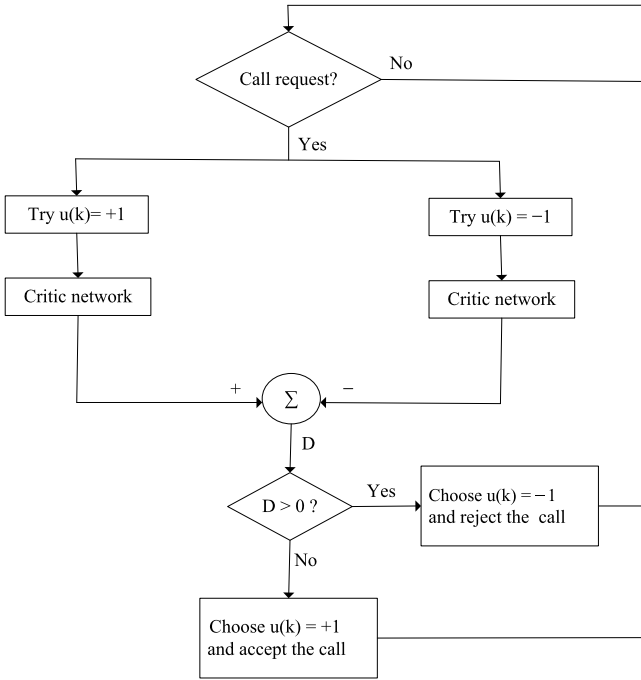 Call request?
No
Yes
Try u(k)= +1
Try u(k) = −1
Critic network
Critic network
+
−
Σ
D
D > 0 ?
Yes
Choose u(k) = −1
and reject the call
No
Choose u(k) = +1
and accept the call